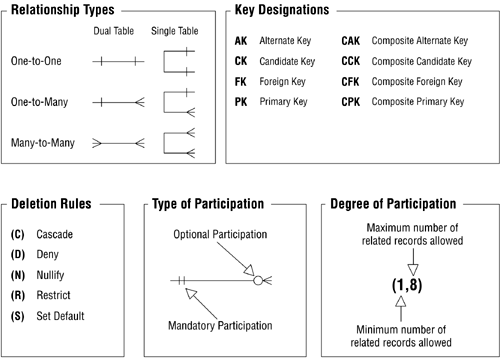 Relationship Types
Dual Table Single Table
One-to-One
One-to-Many
Many-to-Many
Key Designations
AK Alternate Key CAK Composite Alternate Key
CK Candidate Key CCK Composite Candidate Key
FK Foreign Key CFK Composite Foreign Key
PK Primary Key CPK Composite Primary Key
Deletion Rules
(C) Cascade
(D) Deny
(N) Nullify
(R) Restrict
(S) Set Default
Type of Participation
Optional Participation
Mandatory Participation
Degree of Participation
Maximum number of
related records allowed
(1,8)
Minimum number of
related records allowed